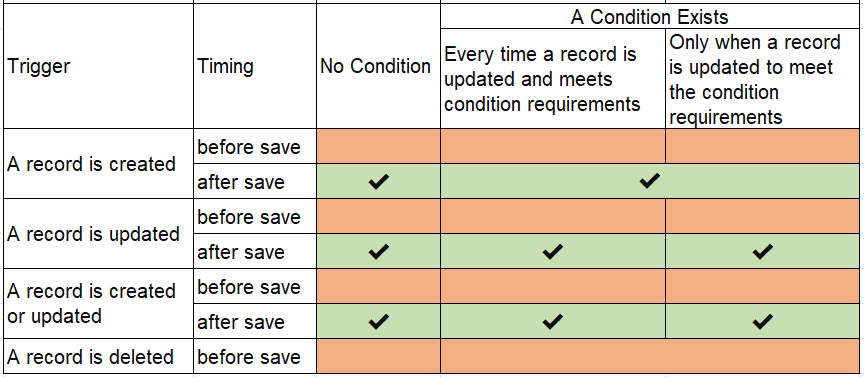 A Condition Exists
Trigger
Timing
No Condition
Every time a record is
updated and meets
condition requirements
Only when a record
is updated to meet
the condition
requirements
A record is created
before save
after save
✓
✓
A record is updated
before save
after save
✓
✓
✓
A record is created
or updated
before save
after save
✓
✓
✓
A record is deleted
before save